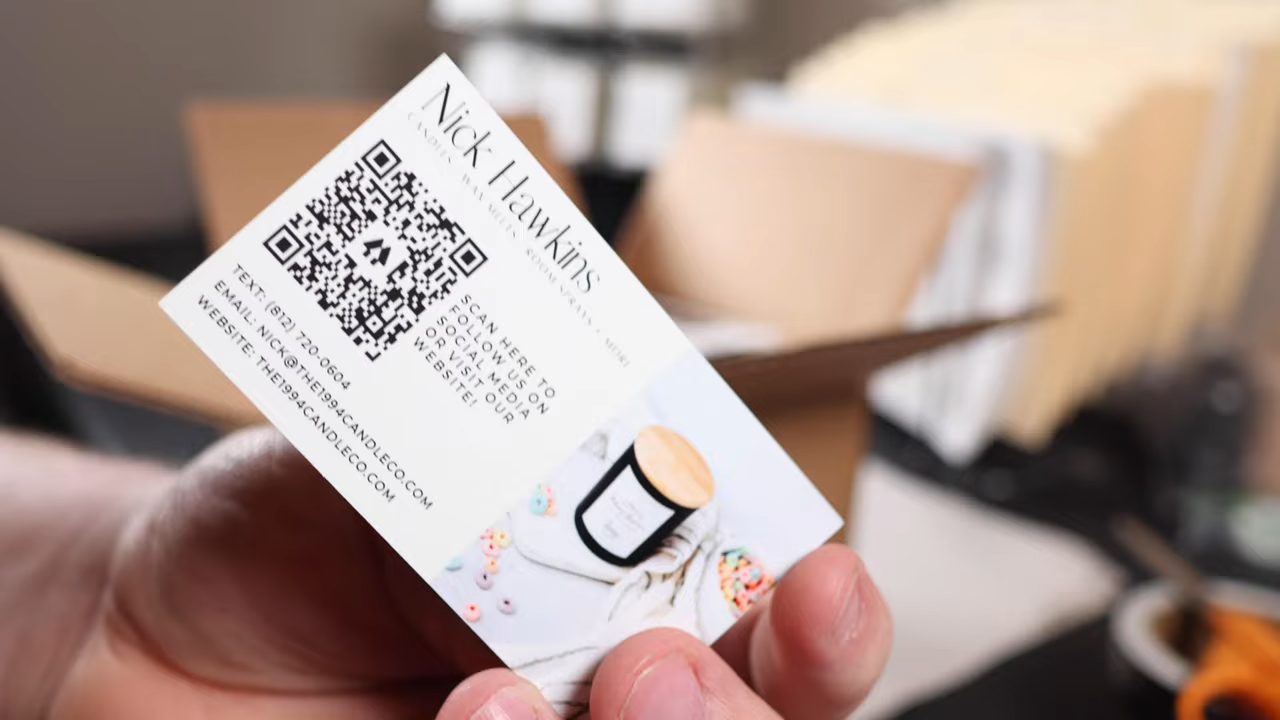 Nick Hawkins
CANDLES · WAX MELTS · ROOM SPRAYS + MORE
SCAN HERE TO
FOLLOW US ON
SOCIAL MEDIA
OR VISIT OUR
WEBSITE!
TEXT: (812) 720-0604
EMAIL: NICK@THE1994CANDLECO.COM
WEBSITE: THE1994CANDLECO.COM